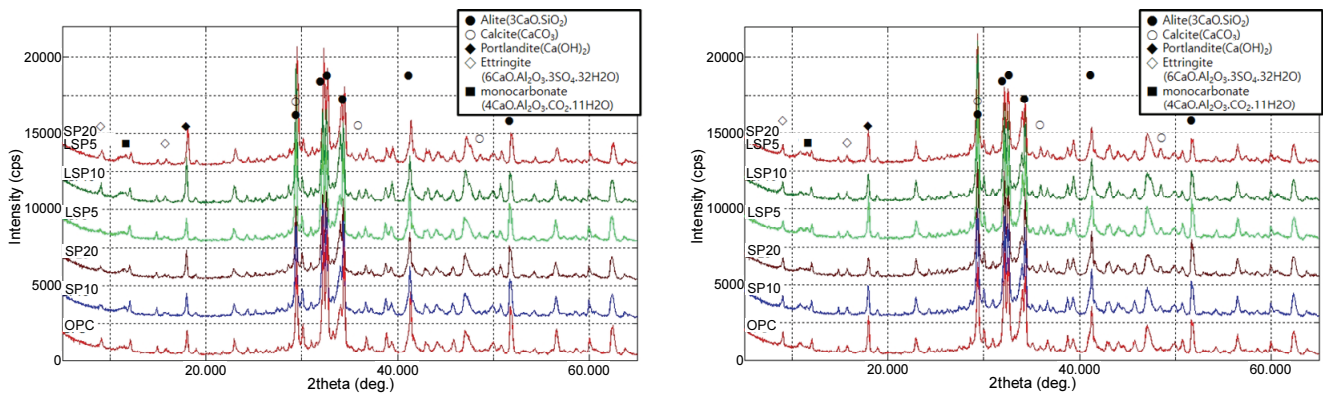 Alite(3CaO.SiO2)
Calcite(CaCO3)
Portlandite(Ca(OH)2)
Ettringite
(6CaO.Al2O3.3SO4.32H2O)
monocarbonate
(4CaO.Al2O3.CO2.11H2O)
20000
15000
10000
5000
0
Intensity (cps)
SP20
LSP5
LSP10
LSP5
SP20
SP10
OPC
20.000
40.000
60.000
2theta (deg.)
Alite(3CaO.SiO2)
Calcite(CaCO3)
Portlandite(Ca(OH)2)
Ettringite
(6CaO.Al2O3.3SO4.32H2O)
monocarbonate
(4CaO.Al2O3.CO2.11H2O)
20000
15000
10000
5000
0
Intensity (cps)
SP20
LSP5
LSP10
LSP5
SP20
SP10
OPC
20.000
40.000
60.000
2theta (deg.)